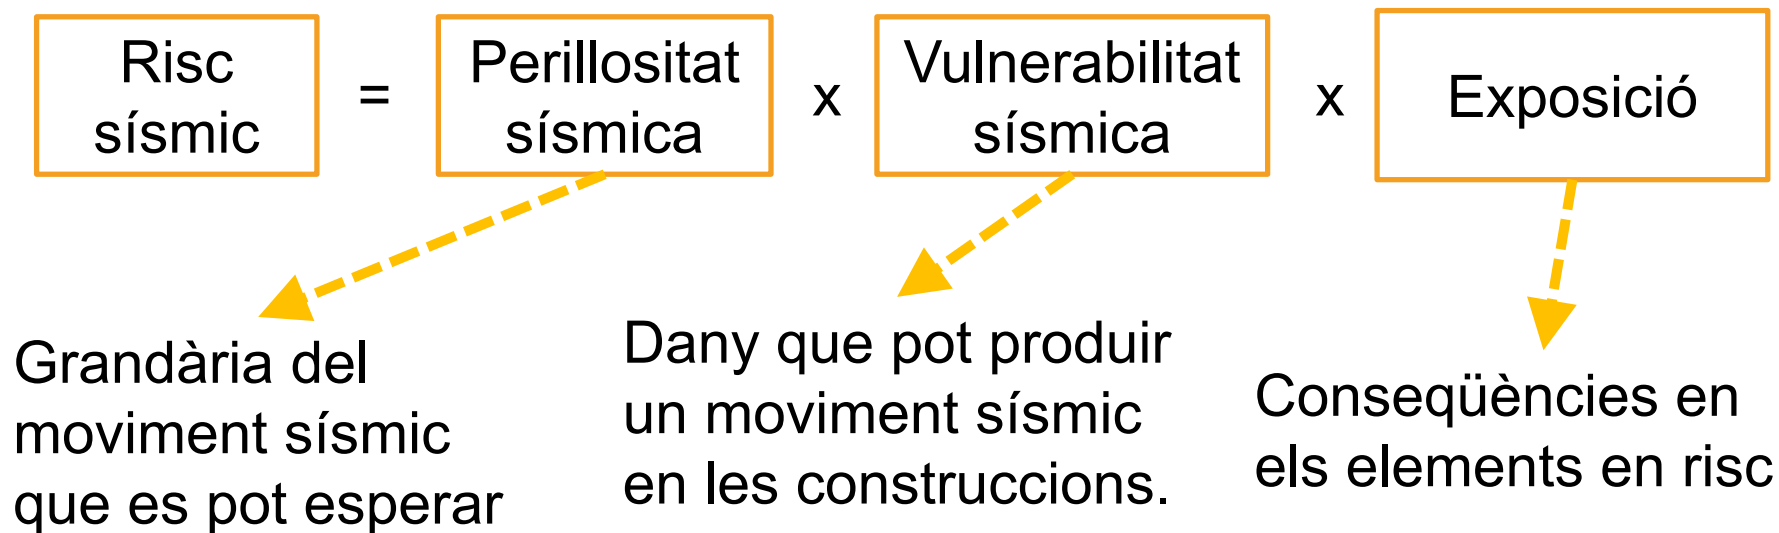 Risc
sísmic
=
Perillositat
sísmica
x
Vulnerabilitat
sísmica
x
Exposició
Grandària del
moviment sísmic
que es pot esperar
Dany que pot produir
un moviment sísmic
en les construccions.
Conseqüències en
els elements en risc